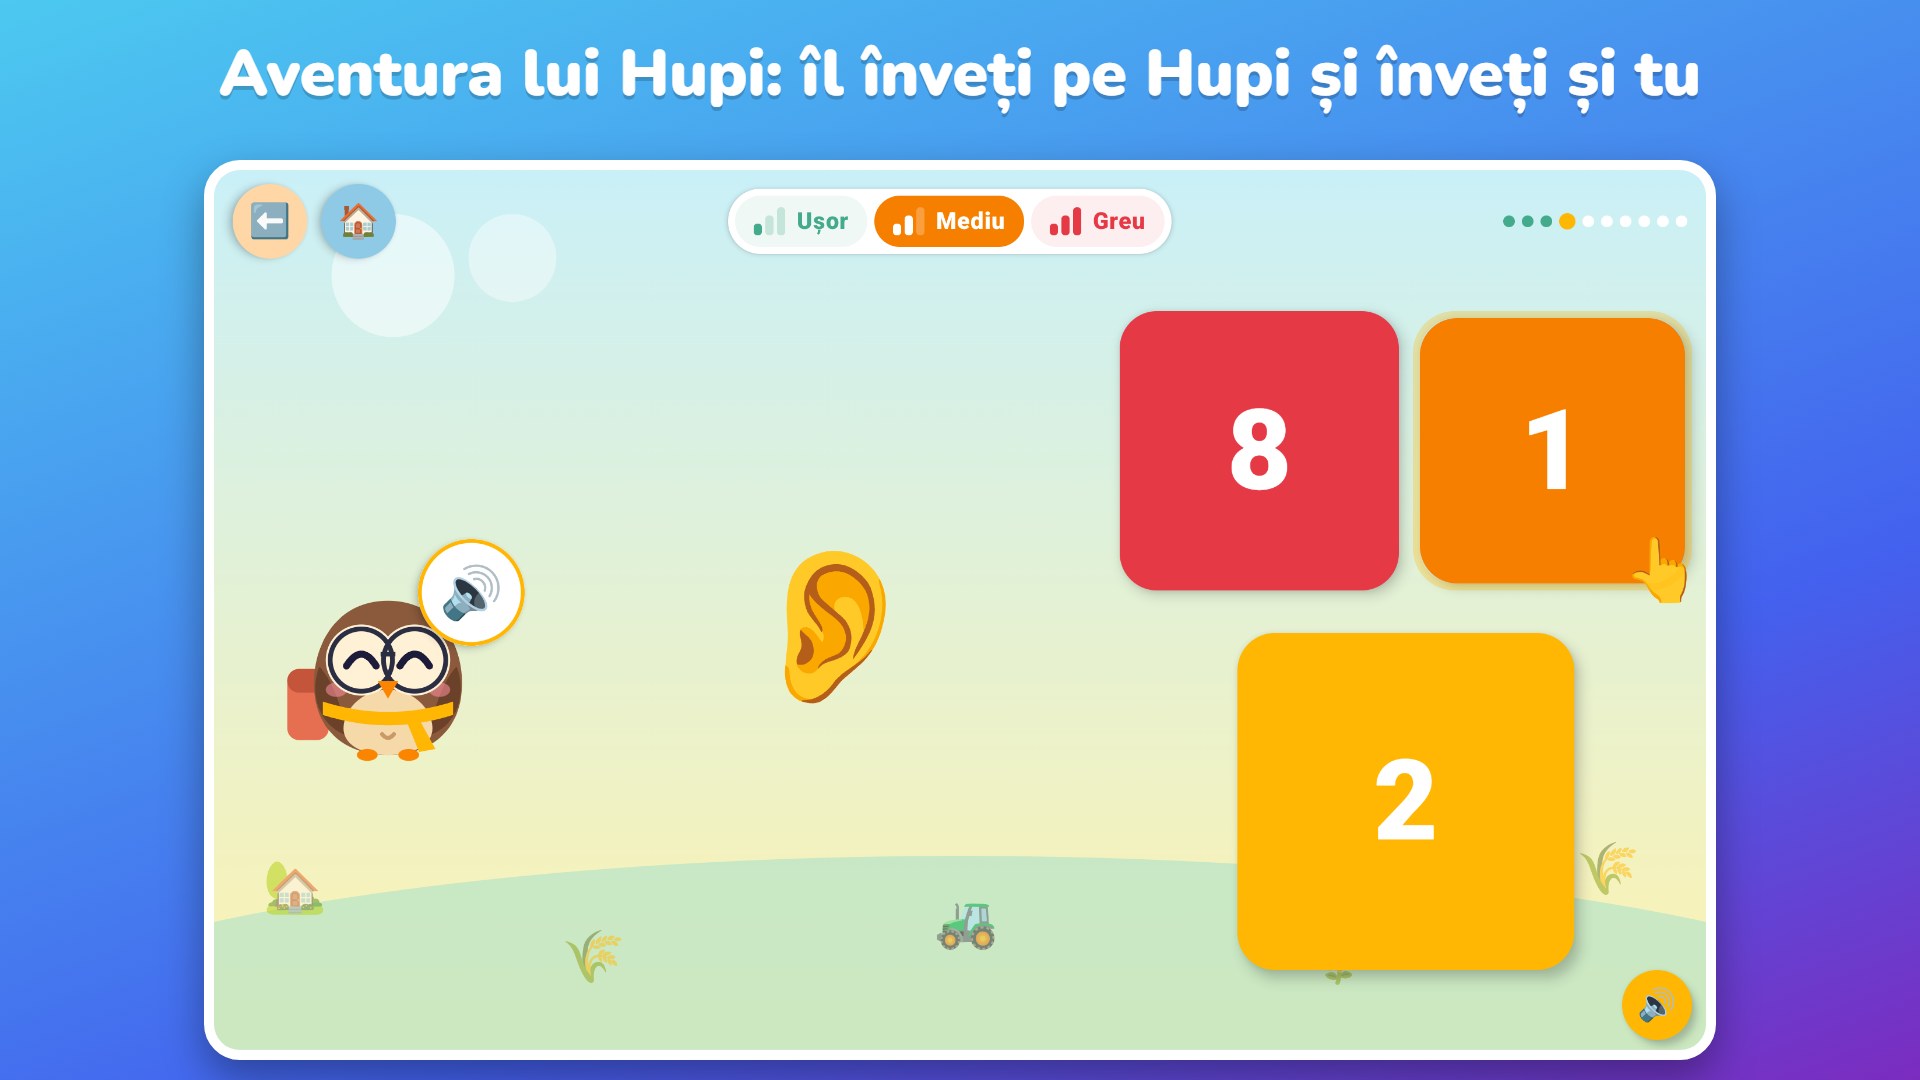 Aventura lui Hupi: îl înveți pe Hupi și înveți și tu
Ușor
Mediu
Greu
8
1
2